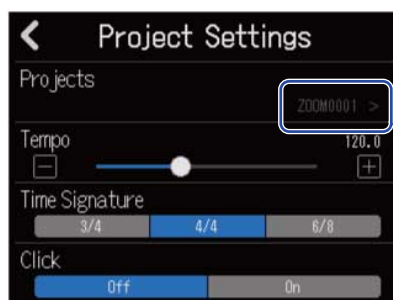 < Project Settings
Projects
ZOOM0001 >
Tempo 120.0
− +
Time Signature
3/4 4/4 6/8
Click
Off On